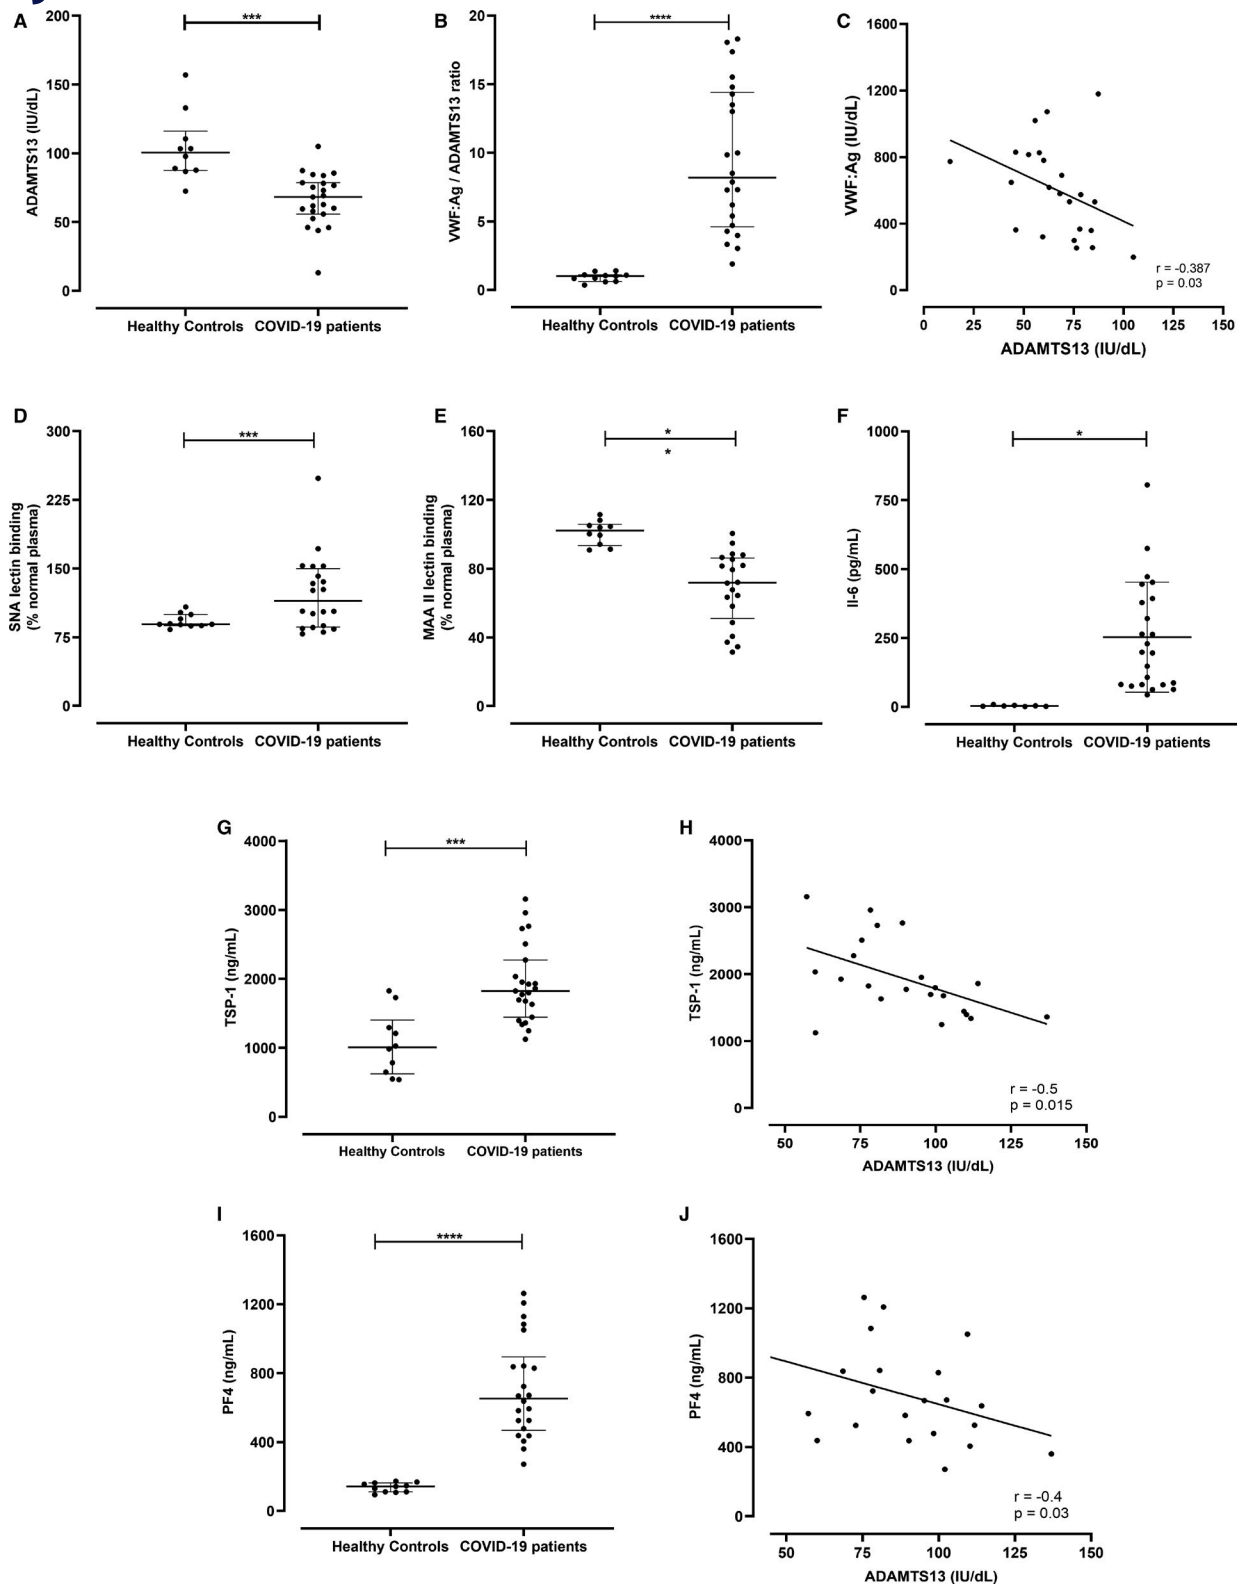 A
ADAMTS13 (IU/dL)
200
150
100
50
0
***
Healthy Controls
COVID-19 patients
B
VWF:Ag / ADAMTS13 ratio
20
15
10
5
0
****
Healthy Controls
COVID-19 patients
C
VWF:Ag (IU/dL)
1600
1200
800
400
0
r = -0.387
p = 0.03
0 25 50 75 100 125 150
ADAMTS13 (IU/dL)
D
SNA lectin binding
(% normal plasma)
300
225
150
75
0
***
Healthy Controls
COVID-19 patients
E
MAA II lectin binding
(% normal plasma)
160
120
80
40
0
*
*
Healthy Controls
COVID-19 patients
F
Il-6 (pg/mL)
1000
750
500
250
0
*
Healthy Controls
COVID-19 patients
G
TSP-1 (ng/mL)
4000
3000
2000
1000
0
***
Healthy Controls
COVID-19 patients
H
TSP-1 (ng/mL)
4000
3000
2000
1000
0
r = -0.5
p = 0.015
50 75 100 125 150
ADAMTS13 (IU/dL)
I
PF4 (ng/mL)
1600
1200
800
400
0
****
Healthy Controls
COVID-19 patients
J
PF4 (ng/mL)
1600
1200
800
400
0
r = -0.4
p = 0.03
50 75 100 125 150
ADAMTS13 (IU/dL)